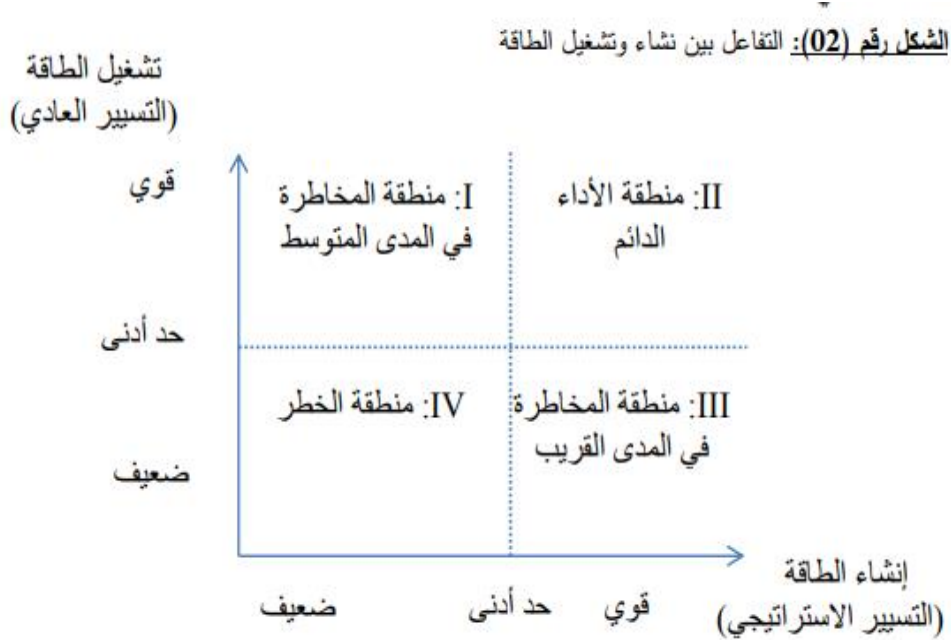 الشكل رقم (02): التفاعل بين نشاء وتشغيل الطاقة
تشغيل الطاقة
(التسيير العادي)
قوي
I: منطقة المخاطرة
في المدى المتوسط
II: منطقة الأداء
الدائم
حد أدنى
IV: منطقة الخطر
III: منطقة المخاطرة
في المدى القريب
ضعيف
إنشاء الطاقة
(التسيير الاستراتيجي)
ضعيف
حد أدنى
قوي